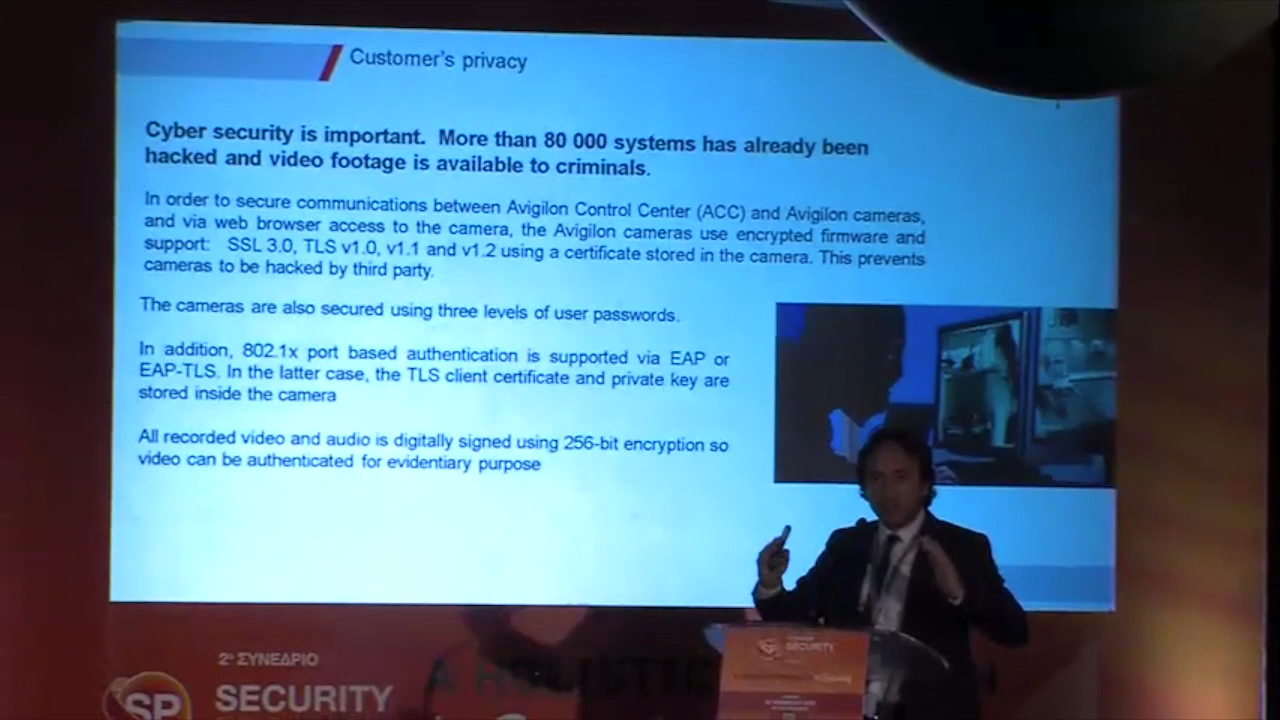 Customer's privacy
Cyber security is important. More than 80 000 systems has already been
hacked and video footage is available to criminals.
In order to secure communications between Avigilon Control Center (ACC) and Avigilon cameras,
and via web browser access to the camera, the Avigilon cameras use encrypted firmware and
support: SSL 3.0, TLS v1.0, v1.1 and v1.2 using a certificate stored in the camera. This prevents
cameras to be hacked by third party.
The cameras are also secured using three levels of user passwords.
In addition, 802.1x port based authentication is supported via EAP or
EAP-TLS. In the latter case, the TLS client certificate and private key are
stored inside the camera
All recorded video and audio is digitally signed using 256-bit encryption so
video can be authenticated for evidentiary purpose
2ο ΣΥΝΕΔΡΙΟ
SP
SECURITY
A HOLISTIC
SECURITY